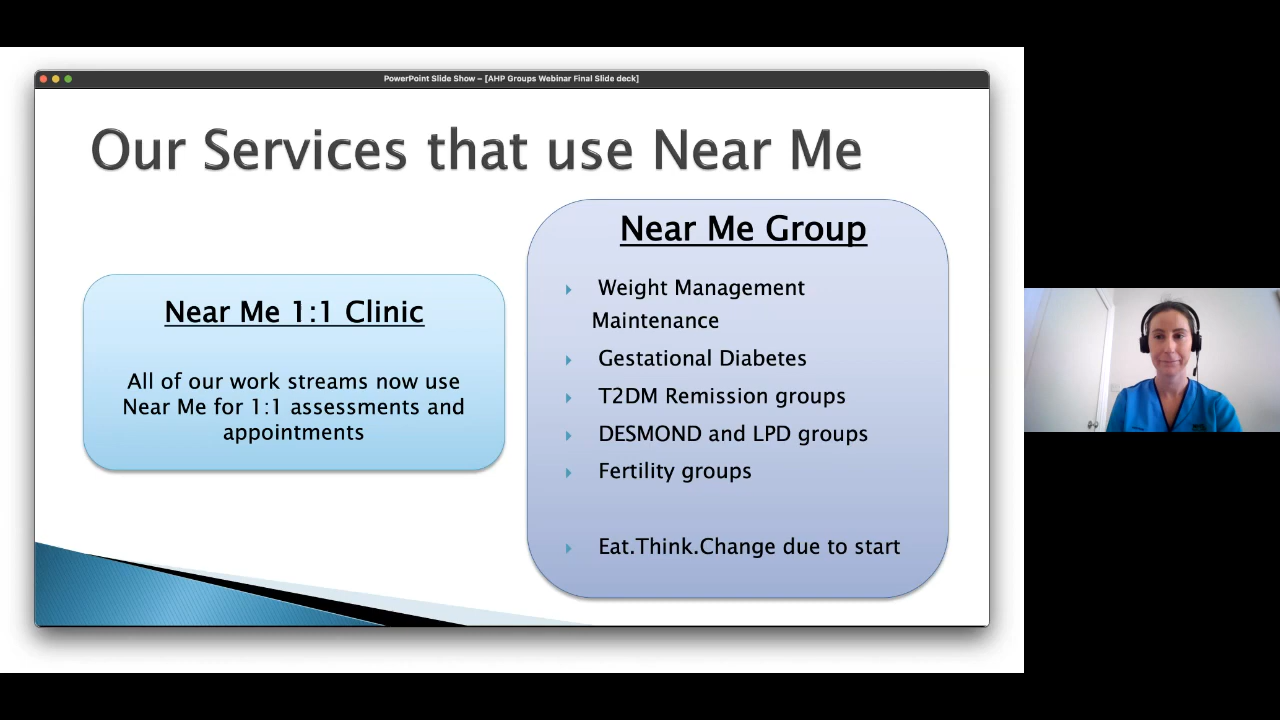 PowerPoint Slide Show – [AHP Groups Webinar Final Slide deck]
Our Services that use Near Me
Near Me 1:1 Clinic
All of our work streams now use
Near Me for 1:1 assessments and
appointments
Near Me Group
Weight Management
Maintenance
Gestational Diabetes
T2DM Remission groups
DESMOND and LPD groups
Fertility groups
Eat.Think.Change due to start